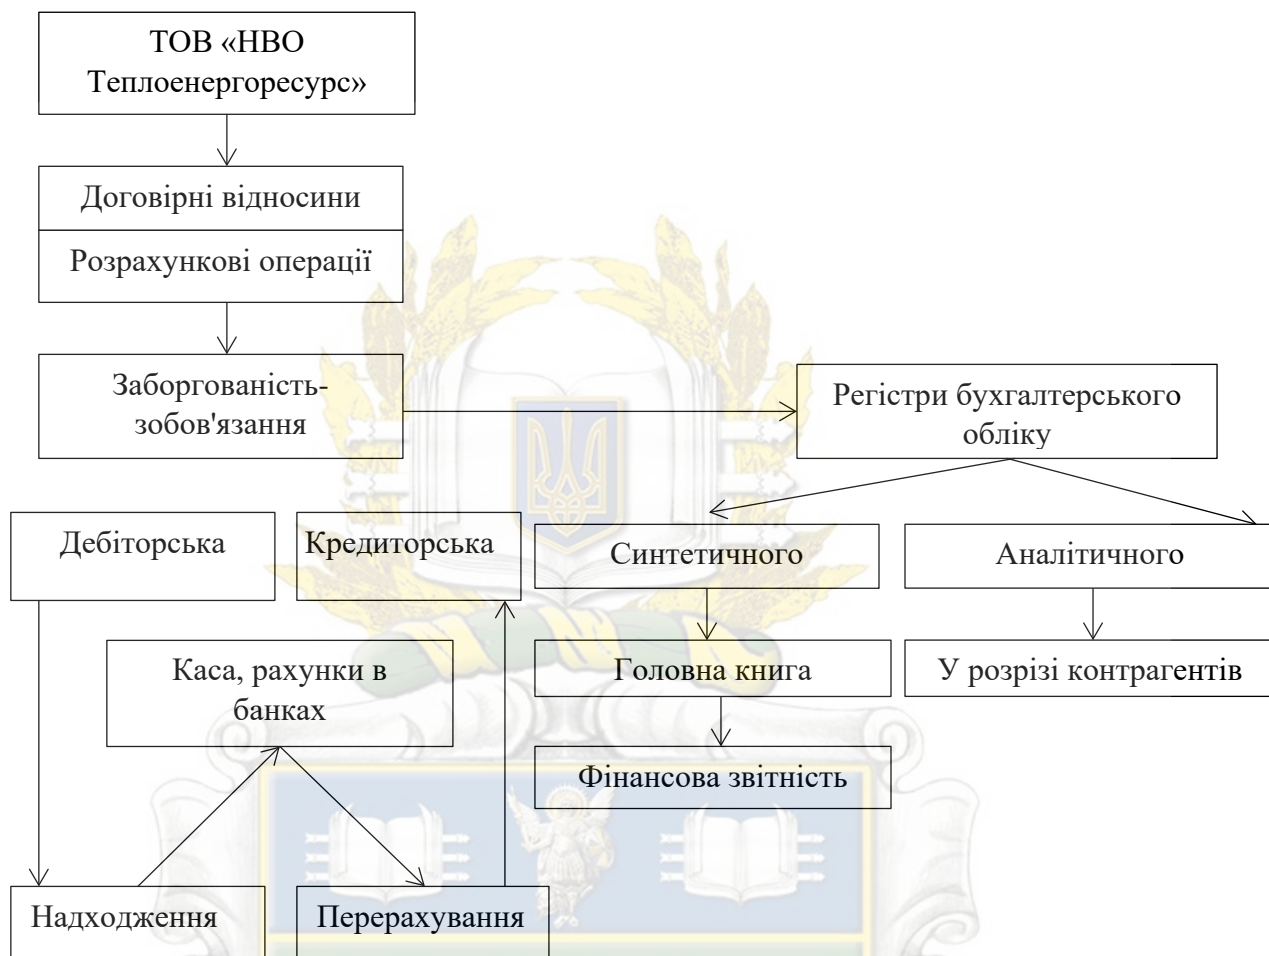 ТОВ «НВО
Теплоенергоресурс»
Договірні відносини
Розрахункові операції
Заборгованість-
зобов'язання
Регістри бухгалтерського
обліку
Дебіторська
Кредиторська
Синтетичного
Аналітичного
Каса, рахунки в
банках
Головна книга
У розрізі контрагентів
Фінансова звітність
Надходження
Перерахування